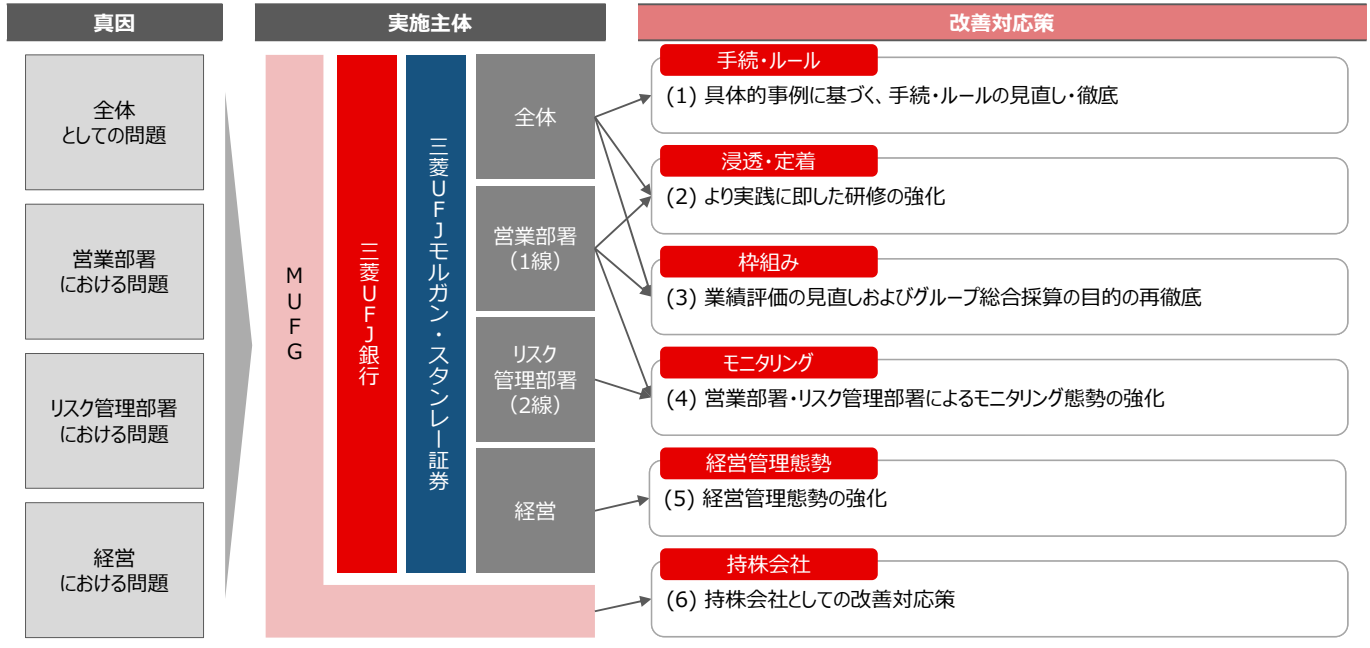 真因
実施主体
改善対応策
全体
としての問題
営業部署
における問題
リスク管理部署
における問題
経営
における問題
MUFG
三菱UFJ銀行
三菱UFJモルガン・スタンレー証券
全体
営業部署
(1線)
リスク
管理部署
(2線)
経営
手続・ルール
(1) 具体的事例に基づく、手続・ルールの見直し・徹底
浸透・定着
(2) より実践に即した研修の強化
枠組み
(3) 業績評価の見直しおよびグループ総合採算の目的の再徹底
モニタリング
(4) 営業部署・リスク管理部署によるモニタリング態勢の強化
経営管理態勢
(5) 経営管理態勢の強化
持株会社
(6) 持株会社としての改善対応策